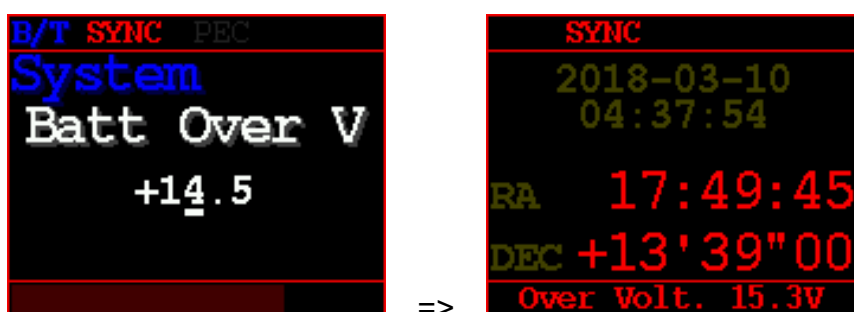 B/T SYNC PEC
System
Batt Over V
+14.5
=>
SYNC
2018-03-10
04:37:54
RA 17:49:45
DEC +13'39"00
Over Volt. 15.3V